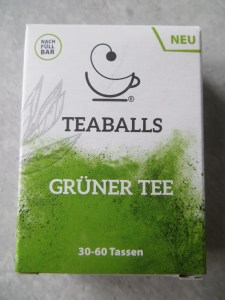 NACH
FÜLL
BAR
NEU
®
TEABALLS
GRÜNER TEE
30-60 Tassen